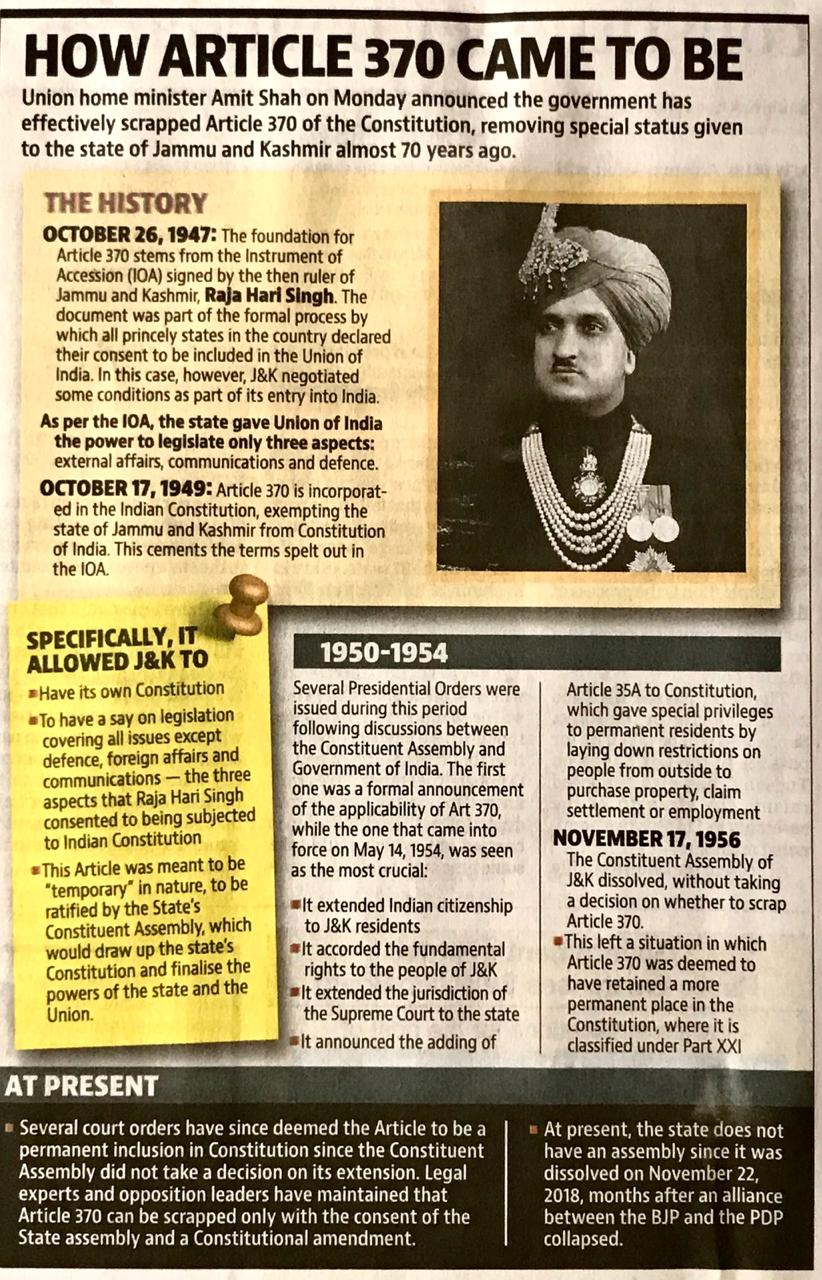 HOW ARTICLE 370 CAME TO BE
Union home minister Amit Shah on Monday announced the government has
effectively scrapped Article 370 of the Constitution, removing special status given
to the state of Jammu and Kashmir almost 70 years ago.
THE HISTORY
OCTOBER 26, 1947: The foundation for
Article 370 stems from the Instrument of
Accession (IOA) signed by the then ruler of
Jammu and Kashmir, Raja Hari Singh. The
document was part of the formal process by
which all princely states in the country declared
their consent to be included in the Union of
India. In this case, however, J&K negotiated
some conditions as part of its entry into India.
As per the IOA, the state gave Union of India
the power to legislate only three aspects:
external affairs, communications and defence.
OCTOBER 17, 1949: Article 370 is incorporat-
ed in the Indian Constitution, exempting the
state of Jammu and Kashmir from Constitution
of India. This cements the terms spelt out in
the IOA.
SPECIFICALLY, IT
ALLOWED J&K TO
Have its own Constitution
To have a say on legislation
covering all issues except
defence, foreign affairs and
communications — the three
aspects that Raja Hari Singh
consented to being subjected
to Indian Constitution
This Article was meant to be
"temporary" in nature, to be
ratified by the State's
Constituent Assembly, which
would draw up the state's
Constitution and finalise the
powers of the state and the
Union.
1950-1954
Several Presidential Orders were
issued during this period
following discussions between
the Constituent Assembly and
Government of India. The first
one was a formal announcement
of the applicability of Art 370,
while the one that came into
force on May 14, 1954, was seen
as the most crucial:
It extended Indian citizenship
to J&K residents
It accorded the fundamental
rights to the people of J&K
It extended the jurisdiction of
the Supreme Court to the state
It announced the adding of
Article 35A to Constitution,
which gave special privileges
to permanent residents by
laying down restrictions on
people from outside to
purchase property, claim
settlement or employment
NOVEMBER 17, 1956
The Constituent Assembly of
J&K dissolved, without taking
a decision on whether to scrap
Article 370.
This left a situation in which
Article 370 was deemed to
have retained a more
permanent place in the
Constitution, where it is
classified under Part XXI
AT PRESENT
Several court orders have since deemed the Article to be a
permanent inclusion in Constitution since the Constituent
Assembly did not take a decision on its extension. Legal
experts and opposition leaders have maintained that
Article 370 can be scrapped only with the consent of the
State assembly and a Constitutional amendment.
At present, the state does not
have an assembly since it was
dissolved on November 22,
2018, months after an alliance
between the BJP and the PDP
collapsed.